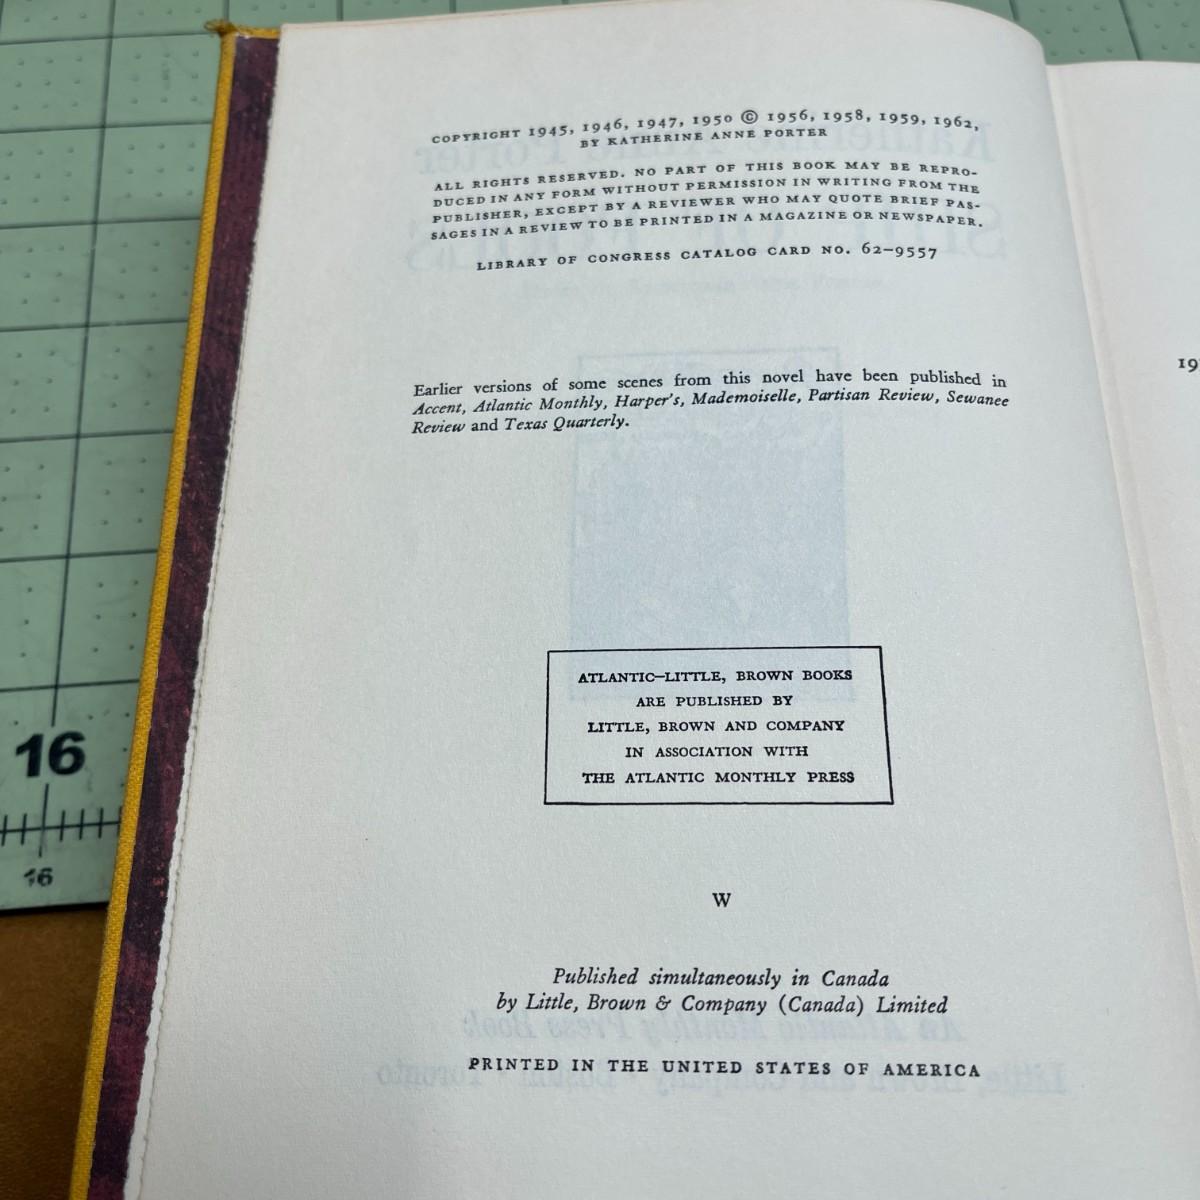 COPYRIGHT 1945, 1946, 1947, 1950 © 1956, 1958, 1959, 1962,
BY KATHERINE ANNE PORTER
ALL RIGHTS RESERVED. NO PART OF THIS BOOK MAY BE REPRO-
DUCED IN ANY FORM WITHOUT PERMISSION IN WRITING FROM THE
PUBLISHER, EXCEPT BY A REVIEWER WHO MAY QUOTE BRIEF PAS-
SAGES IN A REVIEW TO BE PRINTED IN A MAGAZINE OR NEWSPAPER.
LIBRARY OF CONGRESS CATALOG CARD NO. 62-9557
Earlier versions of some scenes from this novel have been published in
Accent, Atlantic Monthly, Harper's, Mademoiselle, Partisan Review, Sewanee
Review and Texas Quarterly.
ATLANTIC-LITTLE, BROWN BOOKS
ARE PUBLISHED BY
LITTLE, BROWN AND COMPANY
IN ASSOCIATION WITH
THE ATLANTIC MONTHLY PRESS
W
Published simultaneously in Canada
by Little, Brown & Company (Canada) Limited
PRINTED IN THE UNITED STATES OF AMERICA
19
16
16